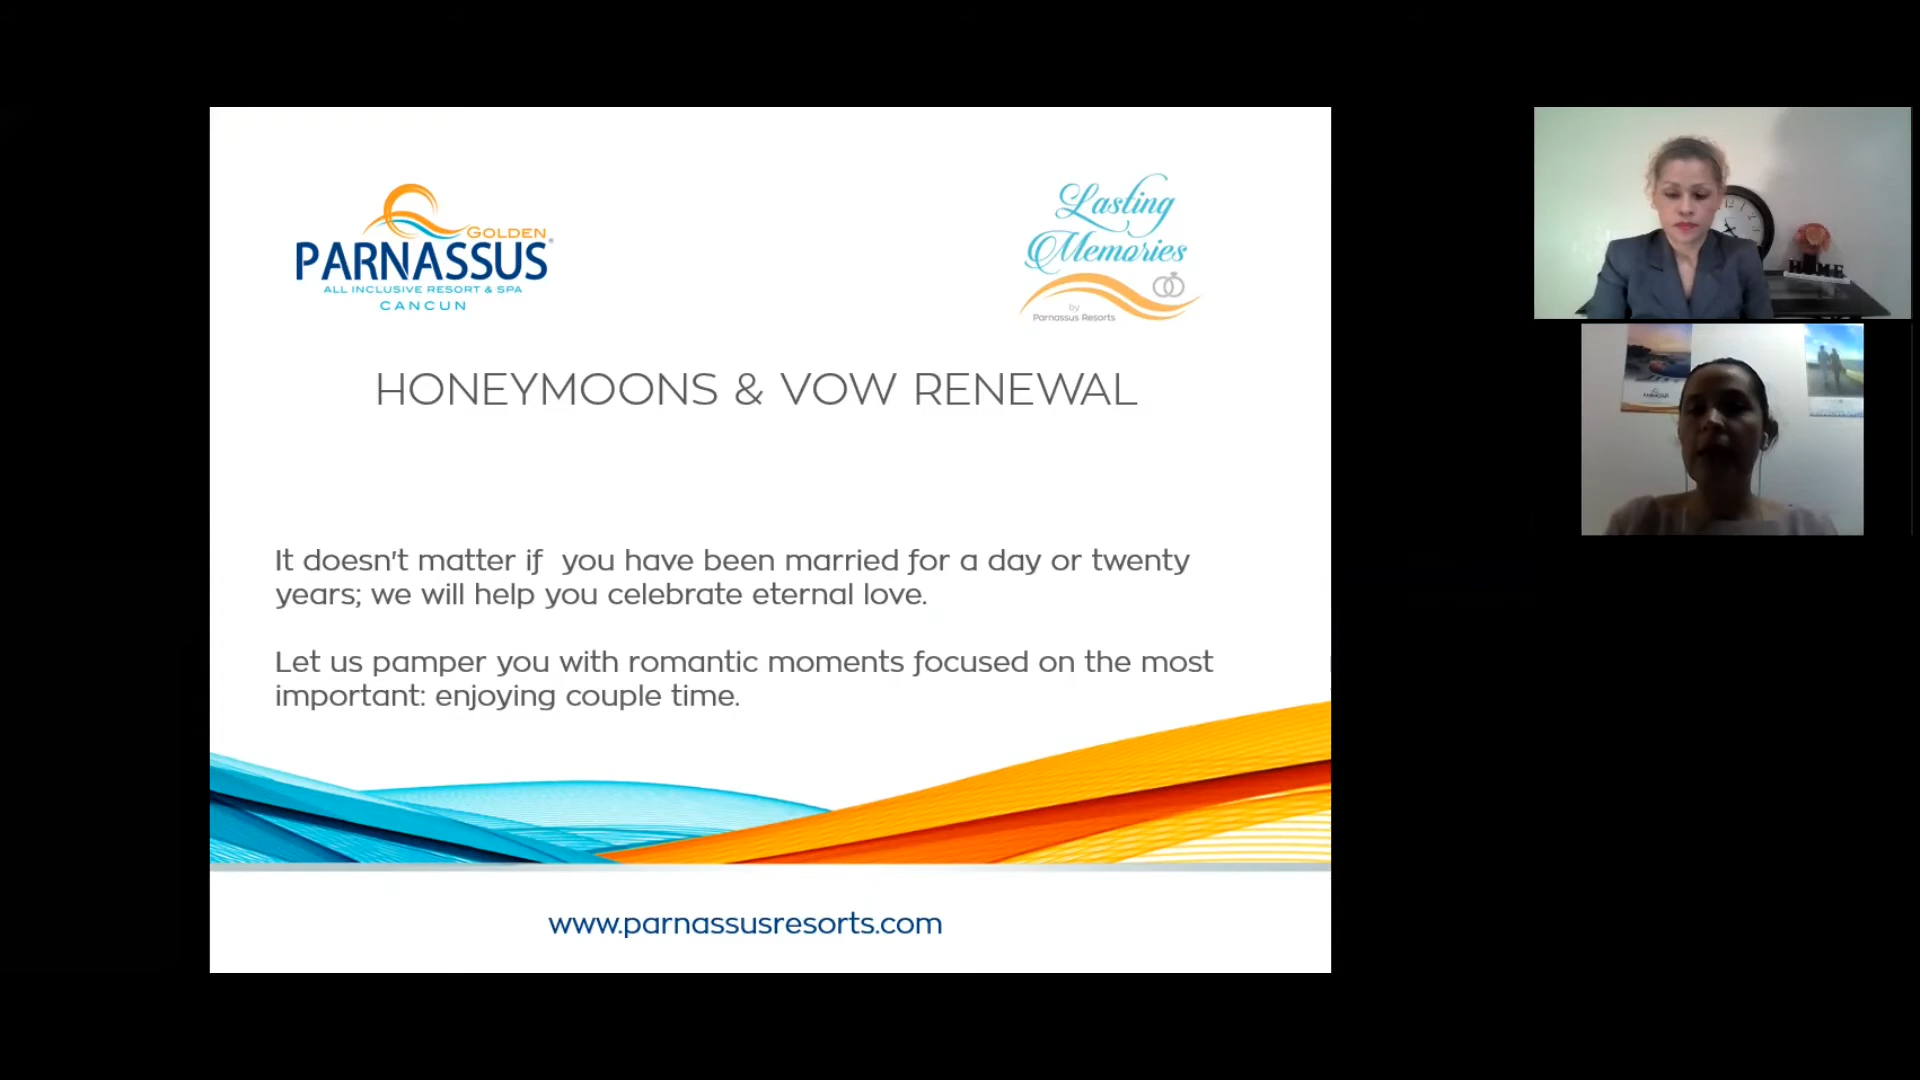 GOLDEN
PARNASSUS®
ALL INCLUSIVE RESORT & SPA
CANCUN
Lasting
Memories
by
Parnassus Resorts
HONEYMOONS & VOW RENEWAL
It doesn't matter if  you have been married for a day or twenty
years; we will help you celebrate eternal love.
Let us pamper you with romantic moments focused on the most
important: enjoying couple time.
www.parnassusresorts.com
HOME
PARNASSUS